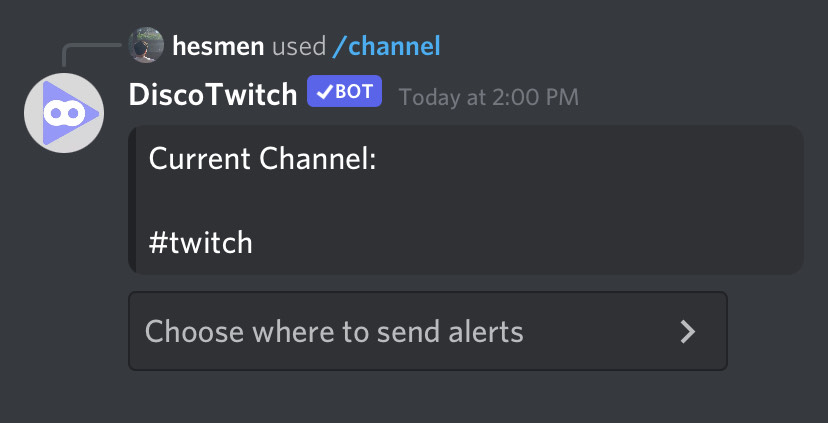 hesmen used /channel
DiscoTwitch ✓BOT Today at 2:00 PM
Current Channel:
#twitch
Choose where to send alerts